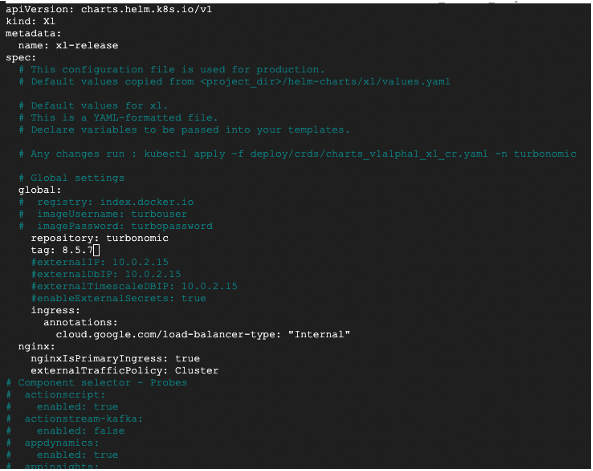 apiVersion: charts.helm.k8s.io/v1
kind: Xl
metadata:
  name: xl-release
spec:
  # This configuration file is used for production.
  # Default values copied from <project_dir>/helm-charts/xl/values.yaml

  # Default values for xl.
  # This is a YAML-formatted file.
  # Declare variables to be passed into your templates.

  # Any changes run : kubectl apply -f deploy/crds/charts_v1alpha1_xl_cr.yaml -n turbonomic

  # Global settings
  global:
  #  registry: index.docker.io
  #  imageUsername: turbouser
  #  imagePassword: turbopassword
    repository: turbonomic
    tag: 8.5.7
    #externalIP: 10.0.2.15
    #externalDbIP: 10.0.2.15
    #externalTimescaleDBIP: 10.0.2.15
    #enableExternalSecrets: true
    ingress:
      annotations:
        cloud.google.com/load-balancer-type: "Internal"
  nginx:
    nginxIsPrimaryIngress: true
    externalTrafficPolicy: Cluster
# Component selector - Probes
#  actionscript:
#    enabled: true
#  actionstream-kafka:
#    enabled: false
#  appdynamics:
#    enabled: true
#  appinsights: